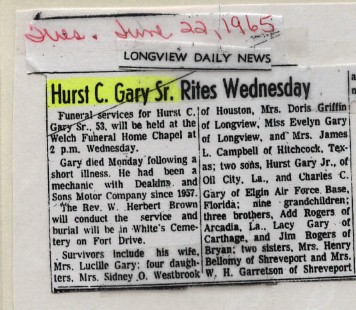 Tues. June 22, 1965
LONGVIEW DAILY NEWS
Hurst C. Gary Sr. Rites Wednesday
Funeral services for Hurst C.
Gary Sr., 53, will be held at the
Welch Funeral Home Chapel at
2 p.m. Wednesday.
Gary died Monday following a
short illness. He had been a
mechanic with Deakins and
Sons Motor Company since 1957.
The Rev. W. Herbert Brown
will conduct the service and
burial will be in White's Ceme-
tery on Fort Drive.
Survivors include his wife,
Mrs. Lucille Gary; four daugh-
ters, Mrs. Sidney O. Westbrook
of Houston, Mrs. Doris Griffin
of Longview, Miss Evelyn Gary
of Longview, and Mrs. James
L. Campbell of Hitchcock, Tex-
as; two sons, Hurst Gary Jr., of
Oil City, La., and Charles C.
Gary of Elgin Air Force Base,
Florida; nine grandchildren;
three brothers, Add Rogers of
Arcadia, La., Lacy Gary of
Carthage, and Jim Rogers of
Bryan; two sisters, Mrs. Henry
Bellomy of Shreveport and Mrs.
W. H. Garretson of Shreveport